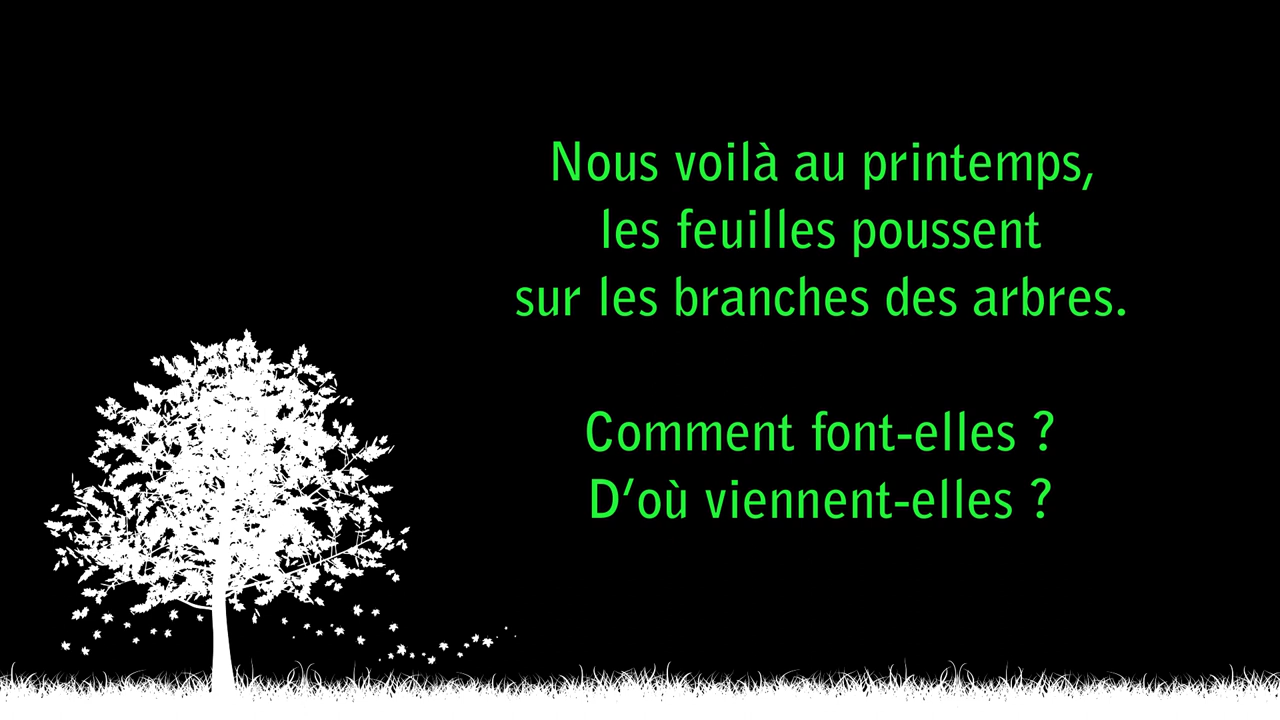 Nous voilà au printemps,
les feuilles poussent
sur les branches des arbres.
Comment font-elles ?
D'où viennent-elles ?